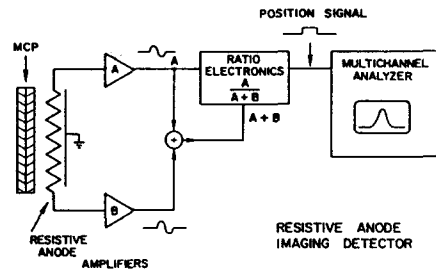 POSITION SIGNAL
MCP
A
A
RATIO
ELECTRONICS
A
A + B
MULTICHANNEL
ANALYZER
A + B
+
B
RESISTIVE
ANODE
AMPLIFIERS
RESISTIVE ANODE
IMAGING DETECTOR